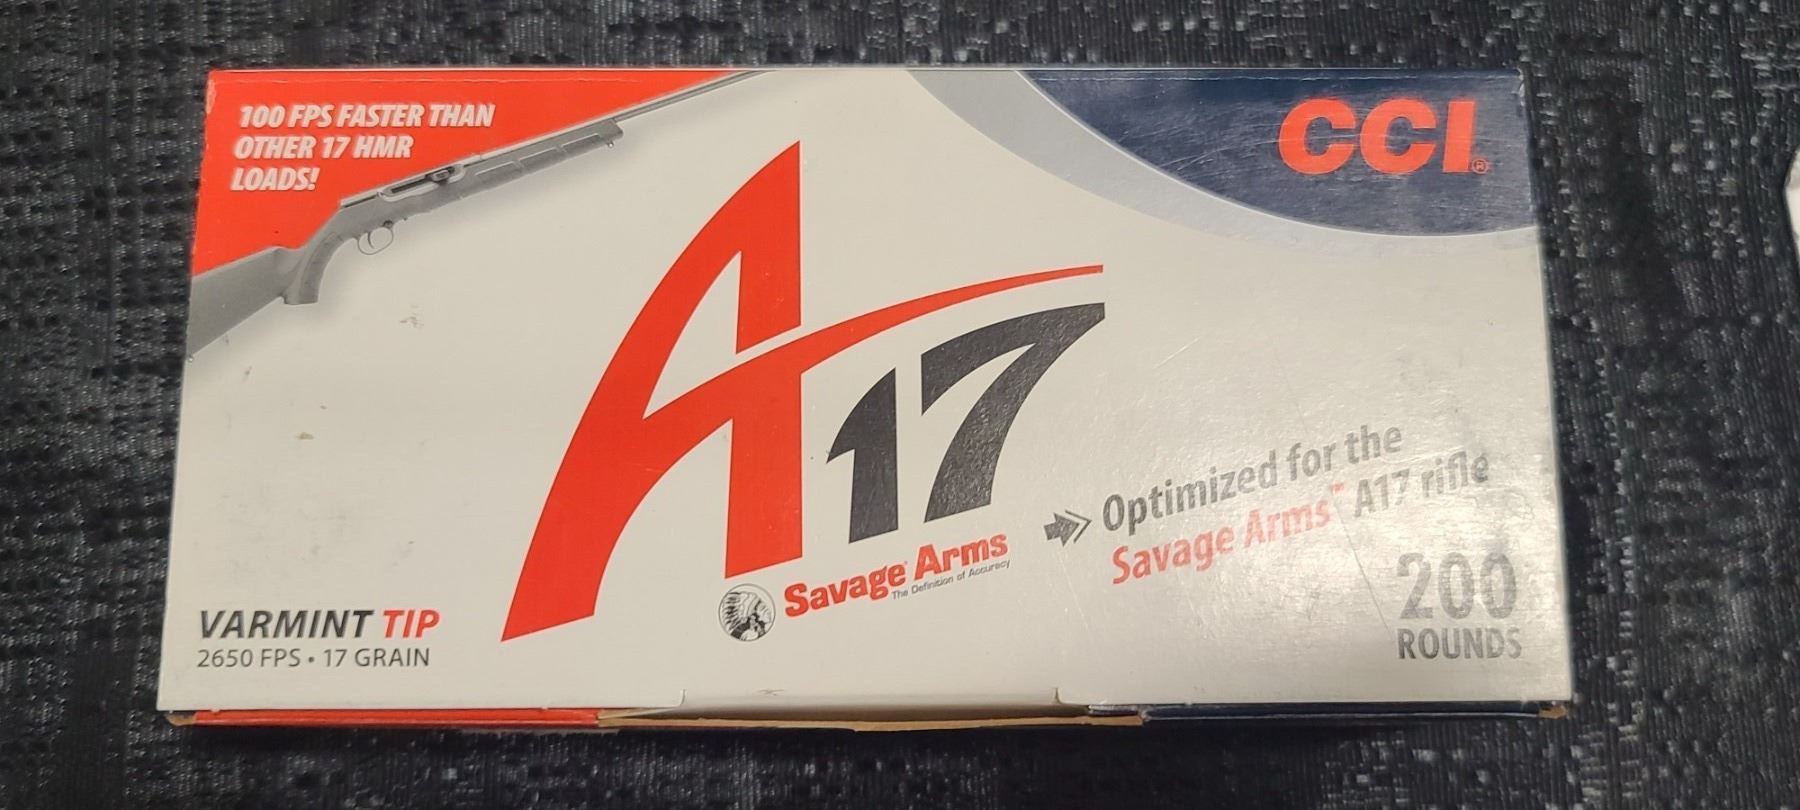 100 FPS FASTER THAN
OTHER 17 HMR
LOADS!
CCI®
A17
Savage Arms
The Definition of Accuracy
Optimized for the
Savage Arms™ A17 rifle
200
ROUNDS
VARMINT TIP
2650 FPS • 17 GRAIN